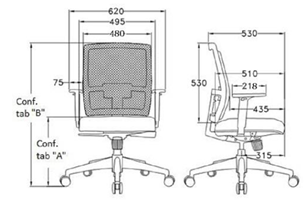 620
495
480
530
75
510
218
530
435
Conf.
tab "B"
Conf.
tab "A"
315